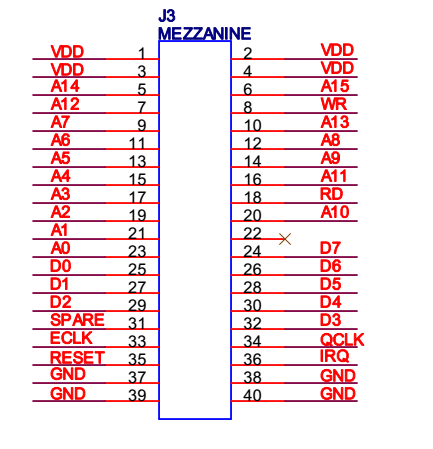 J3
MEZZANINE
VDD 1 2 VDD
VDD 3 4 VDD
A14 5 6 A15
A12 7 8 WR
A7 9 10 A13
A6 11 12 A8
A5 13 14 A9
A4 15 16 A11
A3 17 18 RD
A2 19 20 A10
A1 21 22
A0 23 24 D7
D0 25 26 D6
D1 27 28 D5
D2 29 30 D4
SPARE 31 32 D3
ECLK 33 34 QCLK
RESET 35 36 IRQ
GND 37 38 GND
GND 39 40 GND